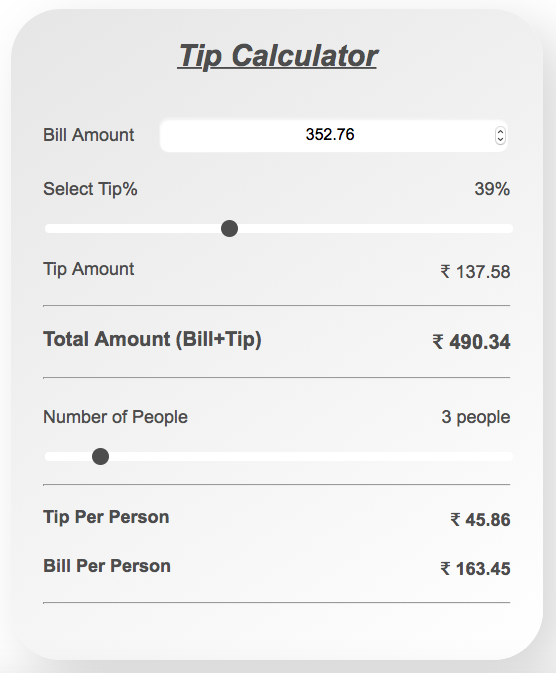 Tip Calculator
Bill Amount 352.76
Select Tip% 39%
Tip Amount ₹ 137.58
Total Amount (Bill+Tip) ₹ 490.34
Number of People 3 people
Tip Per Person ₹ 45.86
Bill Per Person ₹ 163.45